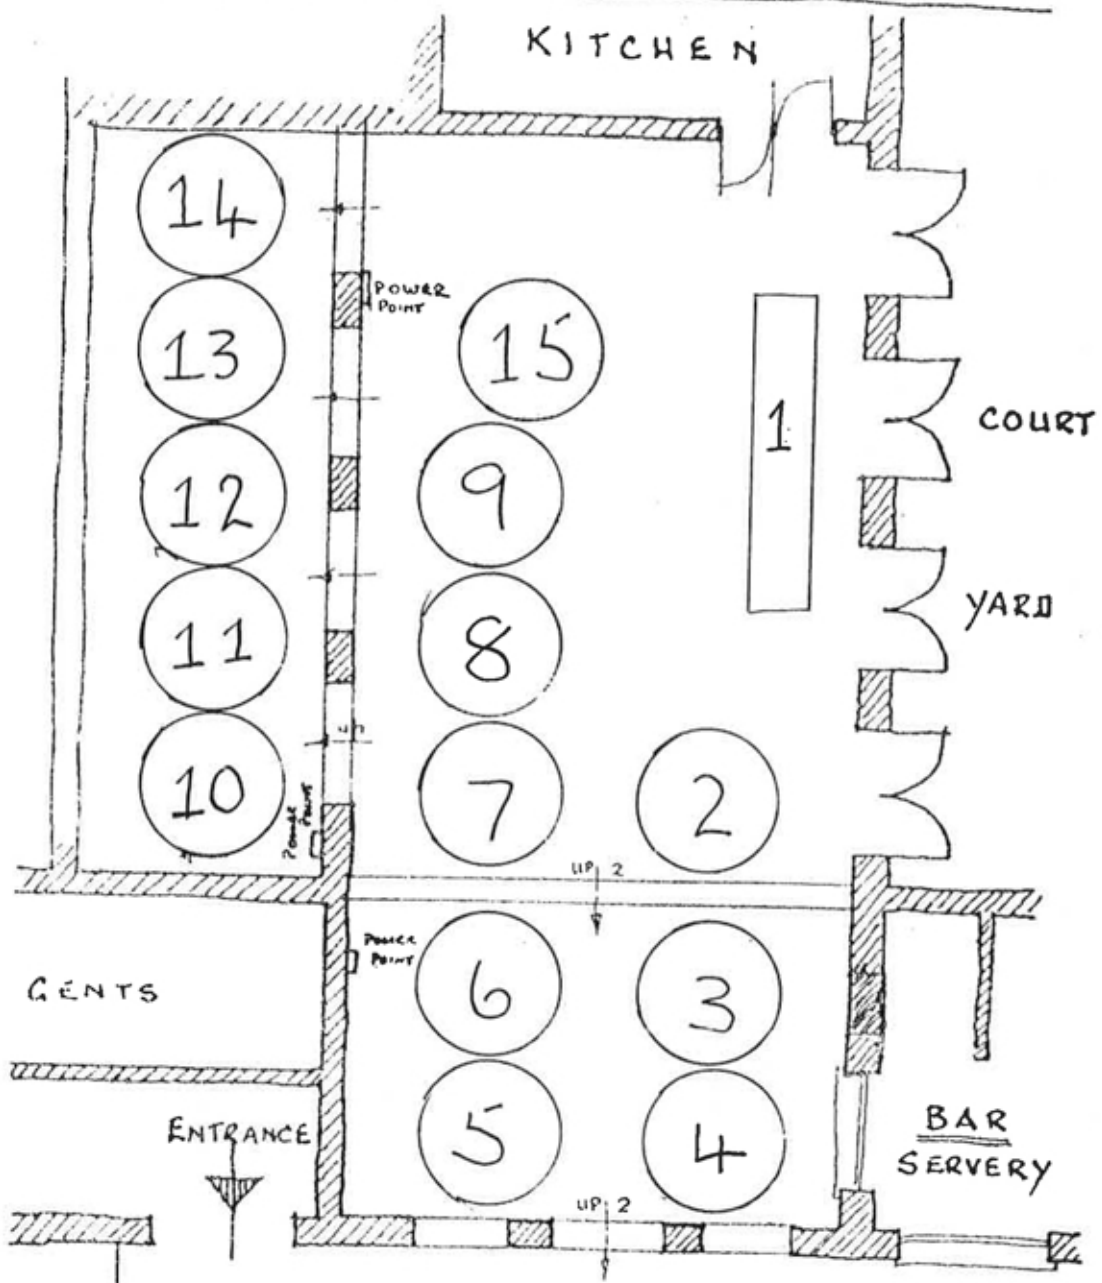 KITCHEN
14
POWER
POINT
13
15
1
COURT
12
9
YARD
11
8
10
7
2
POWER
POINT
UP 2
POWER
POINT
6
3
GENTS
ENTRANCE
5
4
BAR
SERVERY
UP 2